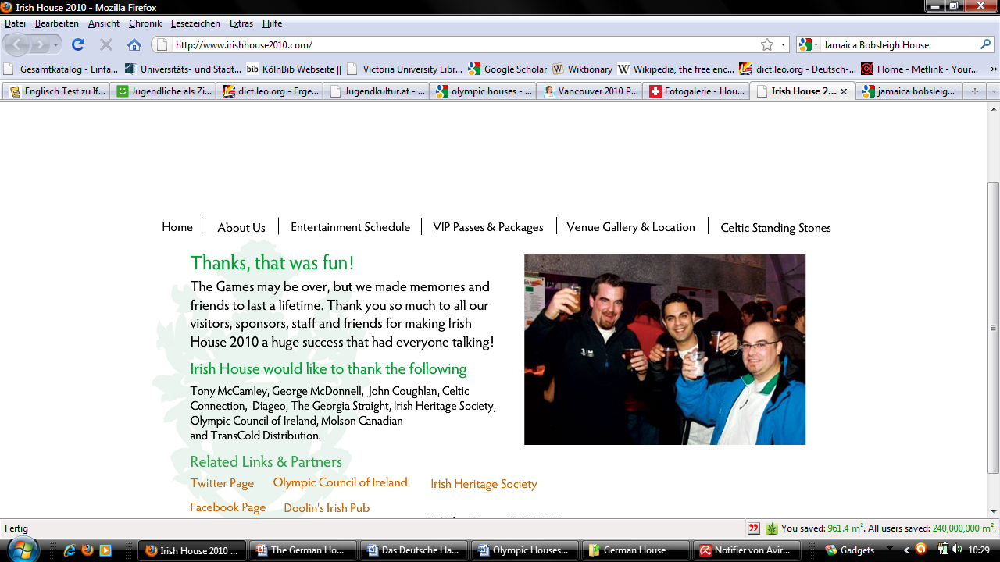 Irish House 2010 - Mozilla Firefox
Datei Bearbeiten Ansicht Chronik Lesezeichen Extras Hilfe
http://www.irishhouse2010.com/ Jamaica Bobsleigh House
Gesamtkatalog - Einfa... Universitäts- und Stadt... bib KölnBib Webseite || Victoria University Libr... Google Scholar Wiktionary Wikipedia, the free enc... dict.leo.org - Deutsch-... Home - Metlink - Your... »
Englisch Test zu If... Jugendliche als Zi... dict.leo.org - Erge... Jugendkultur.at - ... olympic houses - ... Vancouver 2010 P... Fotogalerie - Hou... Irish House 2... jamaica bobsleig...
Home About Us Entertainment Schedule VIP Passes & Packages Venue Gallery & Location Celtic Standing Stones
Thanks, that was fun!
The Games may be over, but we made memories and
friends to last a lifetime. Thank you so much to all our
visitors, sponsors, staff and friends for making Irish
House 2010 a huge success that had everyone talking!
Irish House would like to thank the following
Tony McCamley, George McDonnell, John Coughlan, Celtic
Connection, Diageo, The Georgia Straight, Irish Heritage Society,
Olympic Council of Ireland, Molson Canadian
and TransCold Distribution.
Related Links & Partners
Twitter Page Olympic Council of Ireland Irish Heritage Society
Facebook Page Doolin's Irish Pub
Fertig You saved: 961.4 m². All users saved: 240,000,000 m².
Irish House 2010 ... The German Ho... Das Deutsche Ha... Olympic Houses... German House Notifier von Avir... Gadgets 10:29